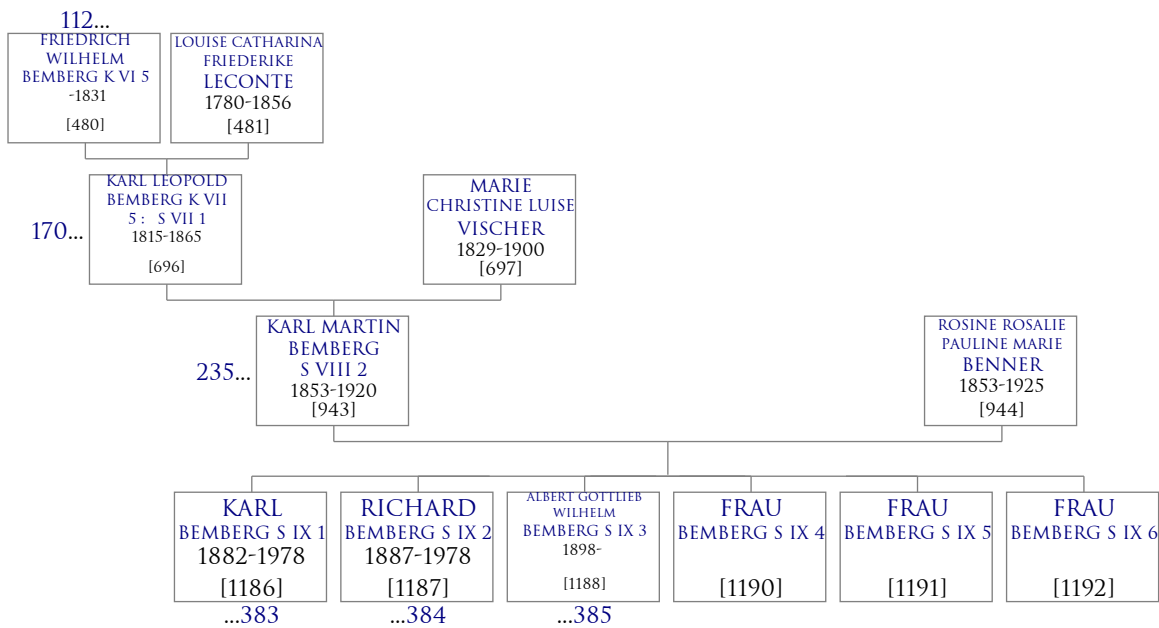 112...
FRIEDRICH
WILHELM
BEMBERG K VI 5
-1831
[480]
LOUISE CATHARINA
FRIEDERIKE
LECONTE
1780-1856
[481]
170...
KARL LEOPOLD
BEMBERG K VII
5 : S VII 1
1815-1865
[696]
MARIE
CHRISTINE LUISE
VISCHER
1829-1900
[697]
235...
KARL MARTIN
BEMBERG
S VIII 2
1853-1920
[943]
ROSINE ROSALIE
PAULINE MARIE
BENNER
1853-1925
[944]
KARL
BEMBERG S IX 1
1882-1978
[1186]
...383
RICHARD
BEMBERG S IX 2
1887-1978
[1187]
...384
ALBERT GOTTLIEB
WILHELM
BEMBERG S IX 3
1898-
[1188]
...385
FRAU
BEMBERG S IX 4
[1190]
FRAU
BEMBERG S IX 5
[1191]
FRAU
BEMBERG S IX 6
[1192]